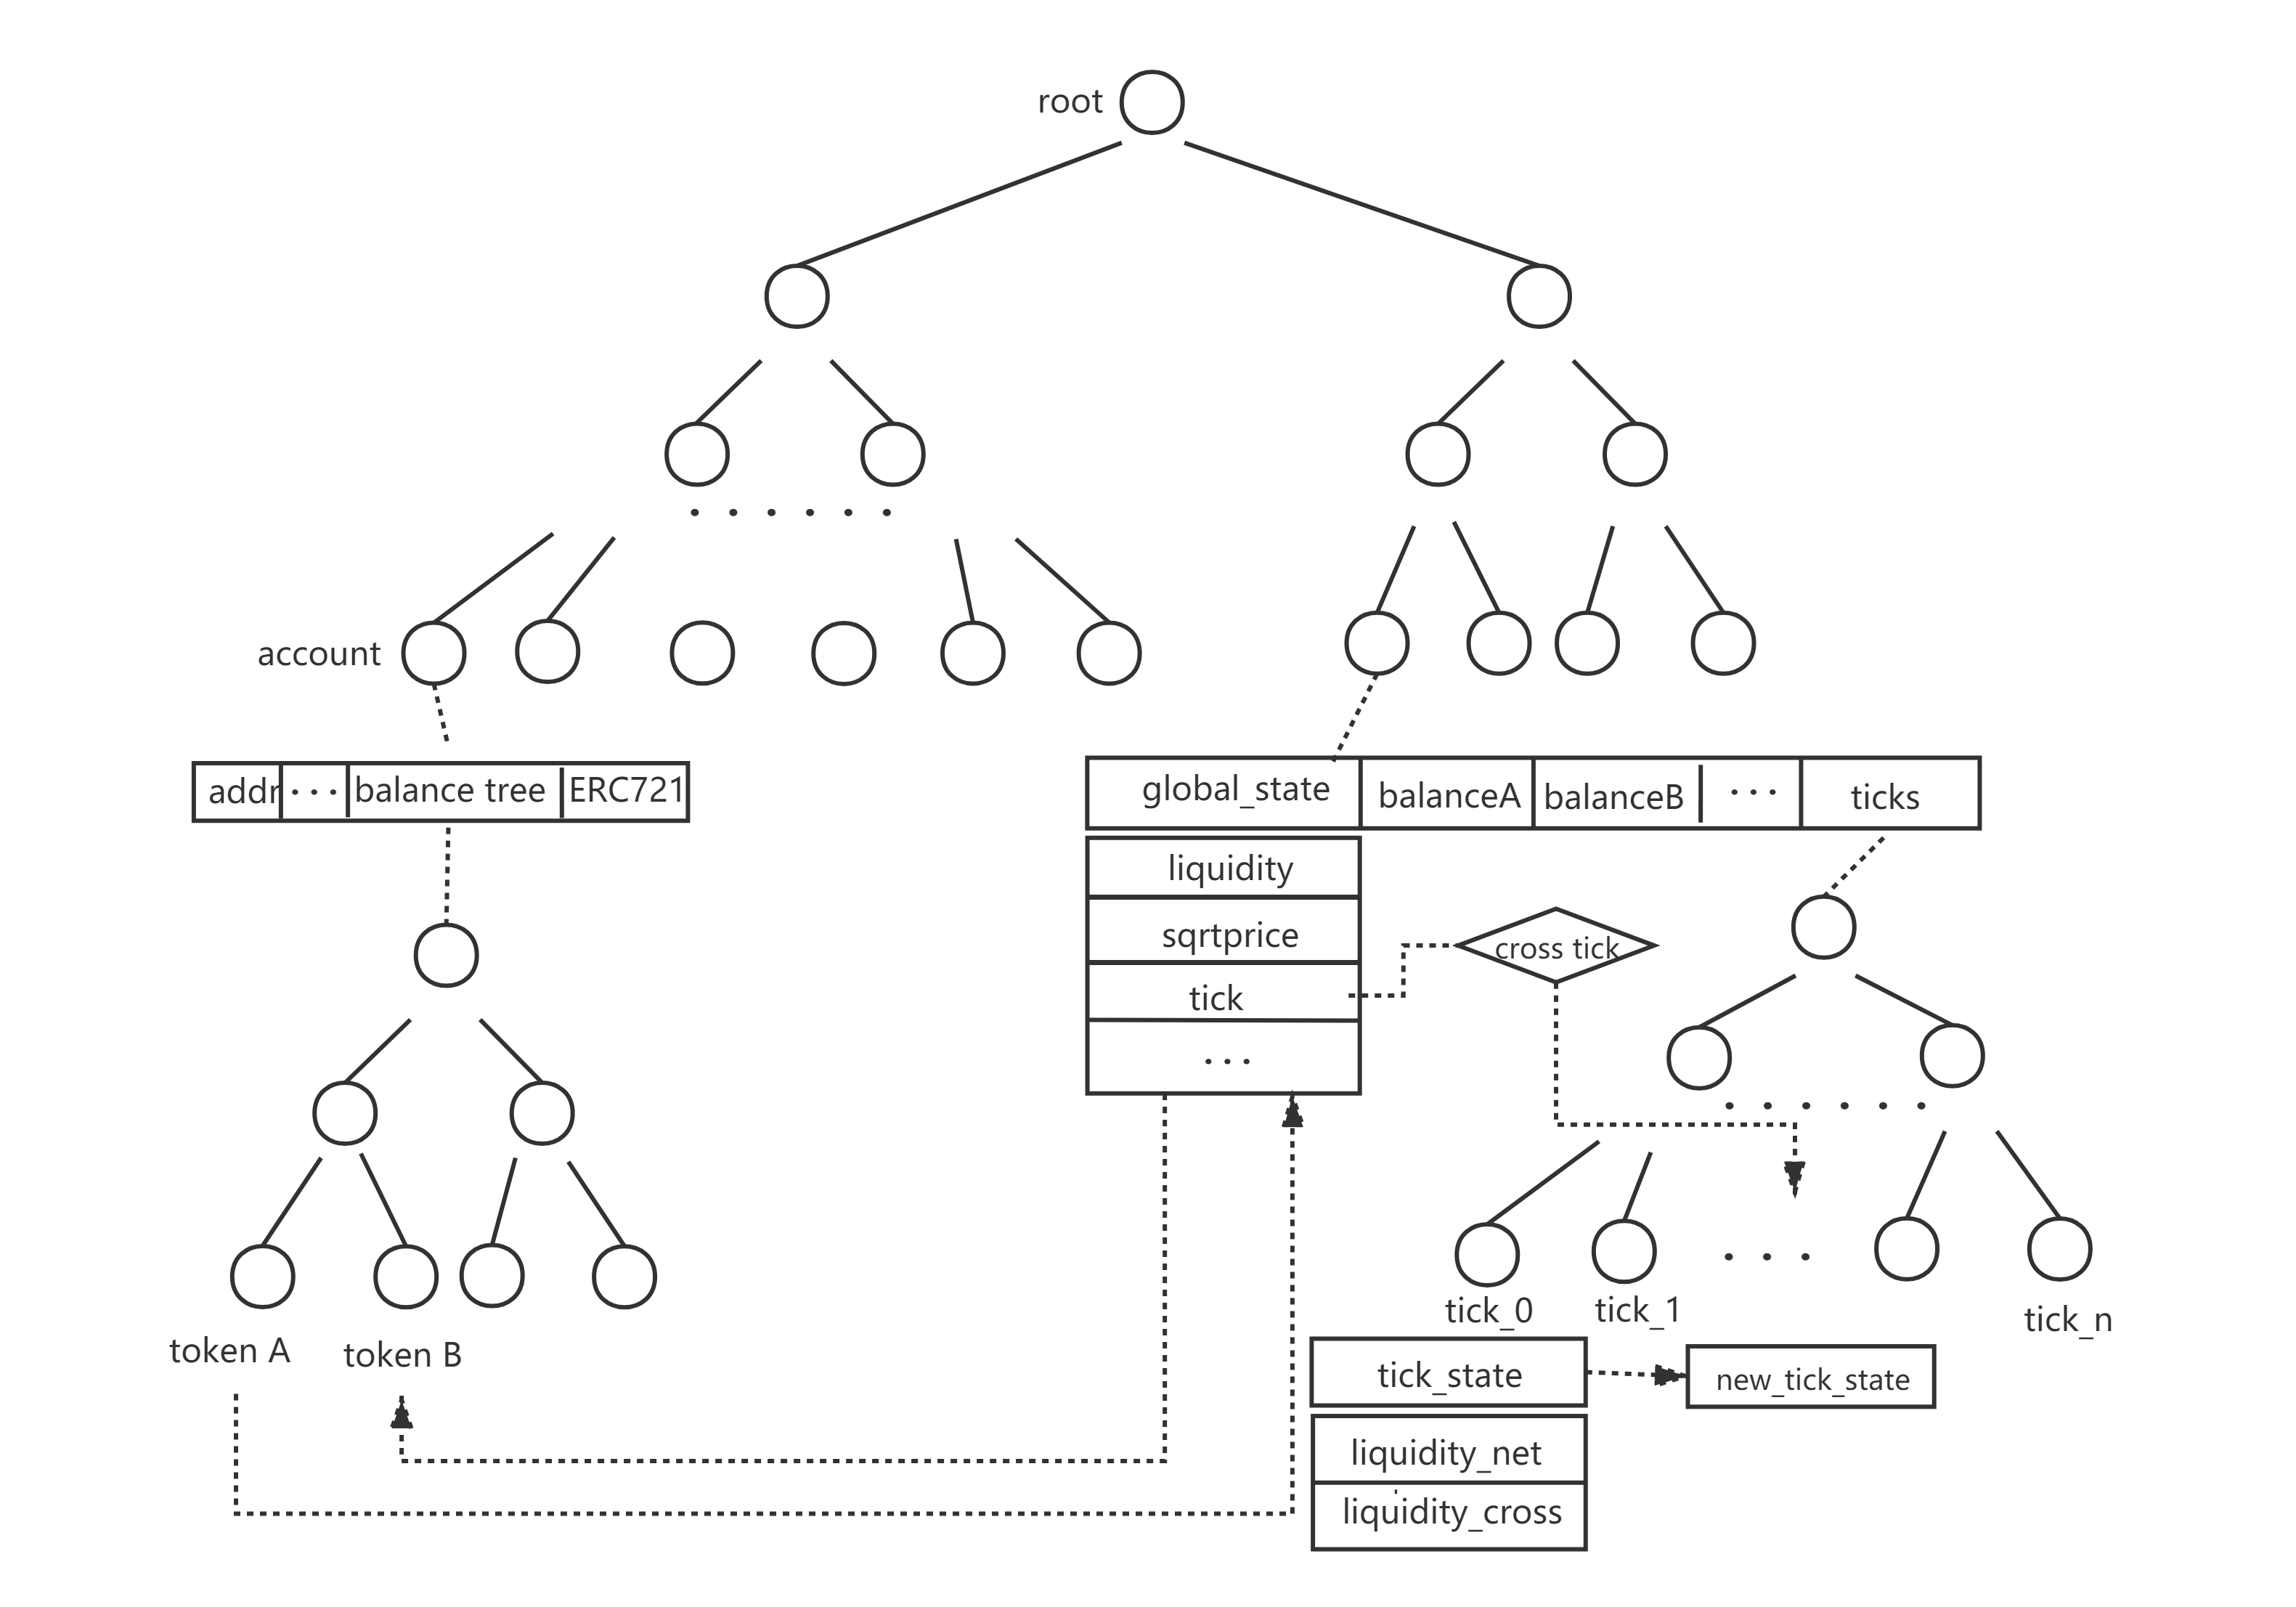 root
account
addr
...
balance tree
ERC721
global_state
balanceA
balanceB
...
ticks
liquidity
sqrtprice
tick
...
cross tick
tick_0
tick_1
...
tick_n
token A
token B
tick_state
new_tick_state
liquidity_net
liquidity_cross